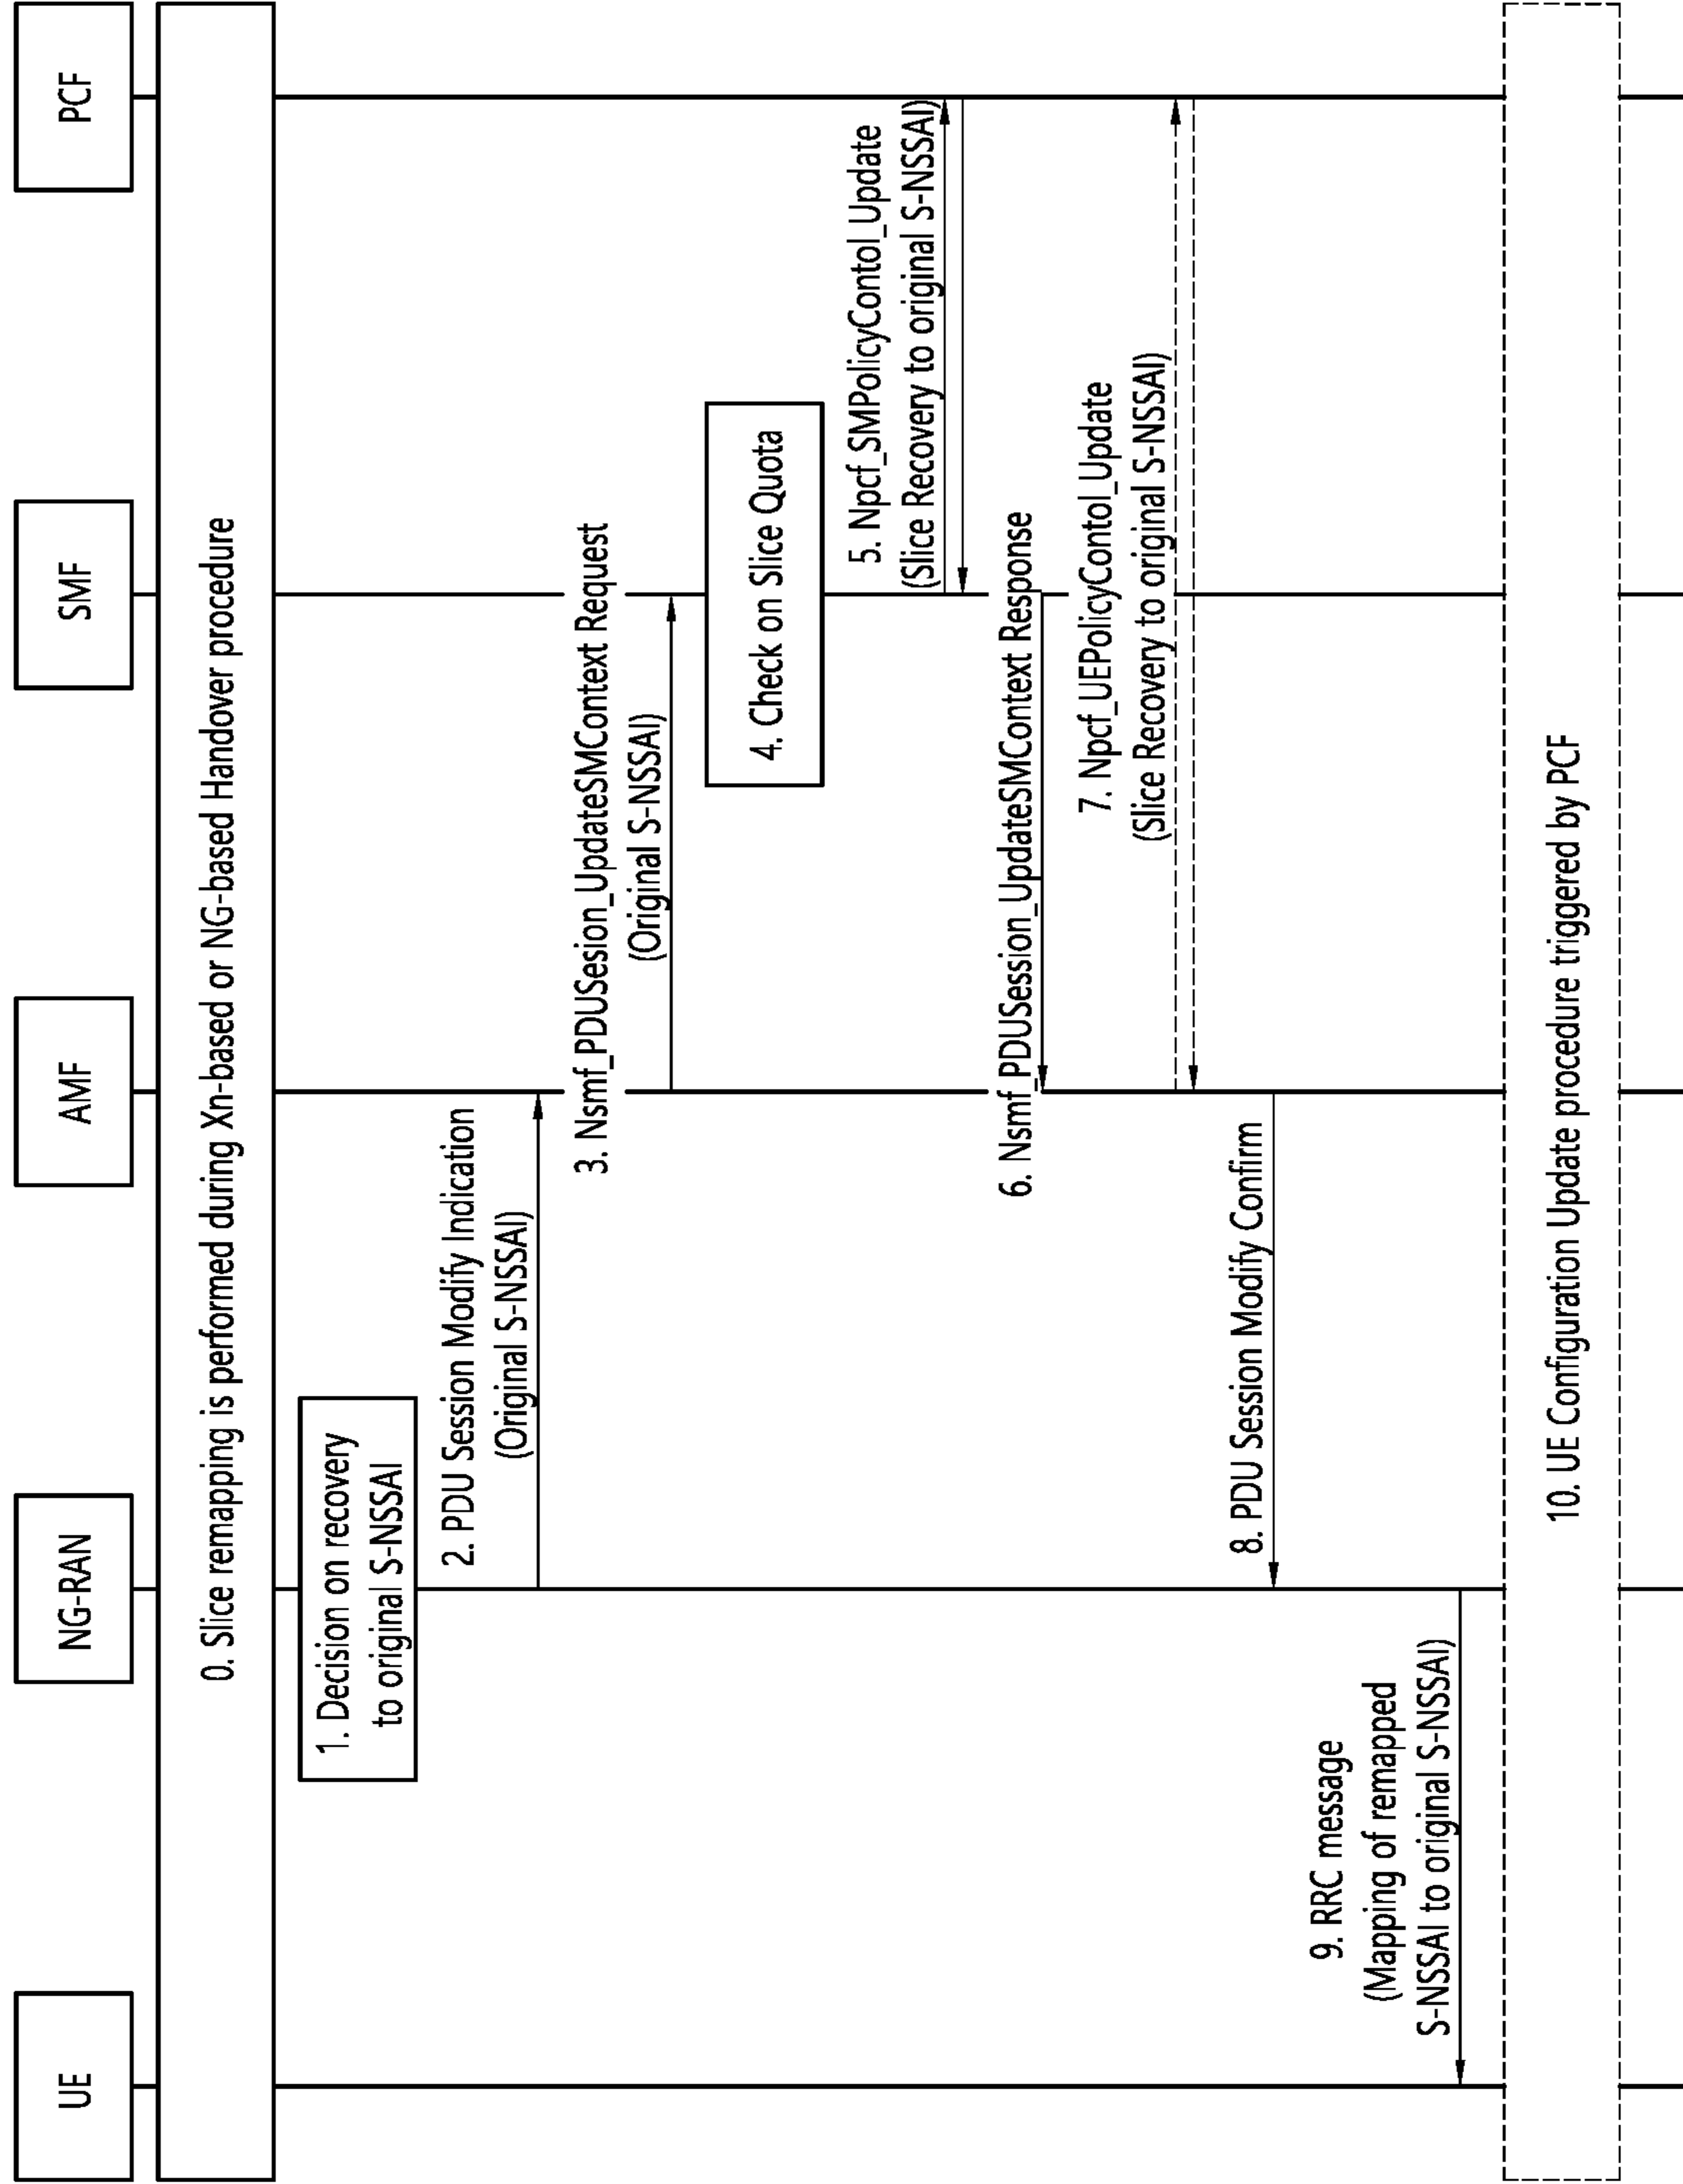 UE
NG-RAN
AMF
SMF
PCF
0. Slice remapping is performed during Xn-based or NG-based Handover procedure
1. Decision on recovery
to original S-NSSAI
2. PDU Session Modify Indication
(Original S-NSSAI)
3. Nsmf_PDUSesion_UpdateSMContext Request
(Original S-NSSAI)
4. Check on Slice Quota
5. Npcf_SMPolicyContol_Update
(Slice Recovery to original S-NSSAI)
6. Nsmf_PDUSession_UpdateSMContext Response
7. Npcf_UEPolicyContol_Update
(Slice Recovery to original S-NSSAI)
8. PDU Session Modify Confirm
9. RRC message
(Mapping of remapped
S-NSSAI to original S-NSSAI)
10. UE Configuration Update procedure triggered by PCF